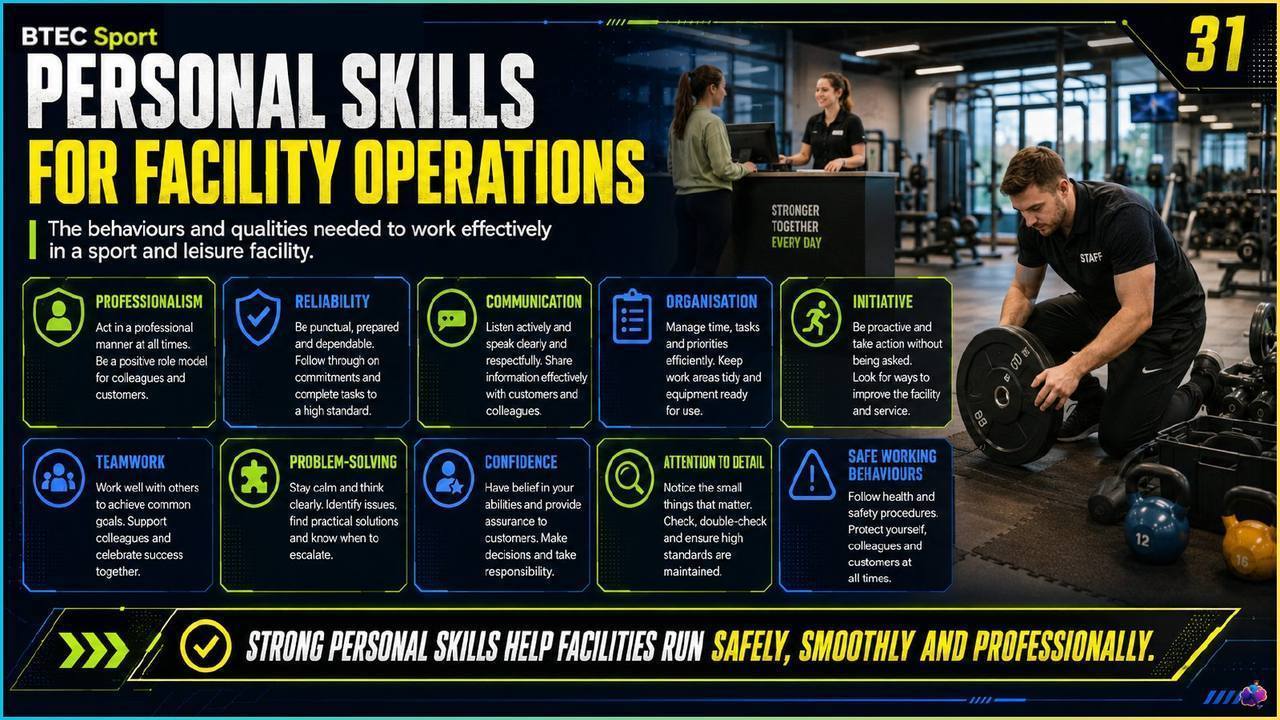 BTEC Sport
31
PERSONAL SKILLS
FOR FACILITY OPERATIONS
The behaviours and qualities needed to work effectively
in a sport and leisure facility.
STRONGER
TOGETHER
EVERY DAY
STAFF
PROFESSIONALISM
Act in a professional
manner at all times.
Be a positive role model
for colleagues and
customers.
RELIABILITY
Be punctual, prepared
and dependable.
Follow through on
commitments and
complete tasks to
a high standard.
COMMUNICATION
Listen actively and
speak clearly and
respectfully. Share
information effectively
with customers and
colleagues.
ORGANISATION
Manage time, tasks
and priorities
efficiently. Keep
work areas tidy and
equipment ready
for use.
INITIATIVE
Be proactive and
take action without
being asked.
Look for ways to
improve the facility
and service.
TEAMWORK
Work well with others
to achieve common
goals. Support
colleagues and
celebrate success
together.
PROBLEM-SOLVING
Stay calm and think
clearly. Identify issues,
find practical solutions
and know when to
escalate.
CONFIDENCE
Have belief in your
abilities and provide
assurance to
customers. Make
decisions and take
responsibility.
ATTENTION TO DETAIL
Notice the small
things that matter.
Check, double-check
and ensure high
standards are
maintained.
SAFE WORKING
BEHAVIOURS
Follow health and
safety procedures.
Protect yourself,
colleagues and
customers at
all times.
12
16
STRONG PERSONAL SKILLS HELP FACILITIES RUN SAFELY, SMOOTHLY AND PROFESSIONALLY.